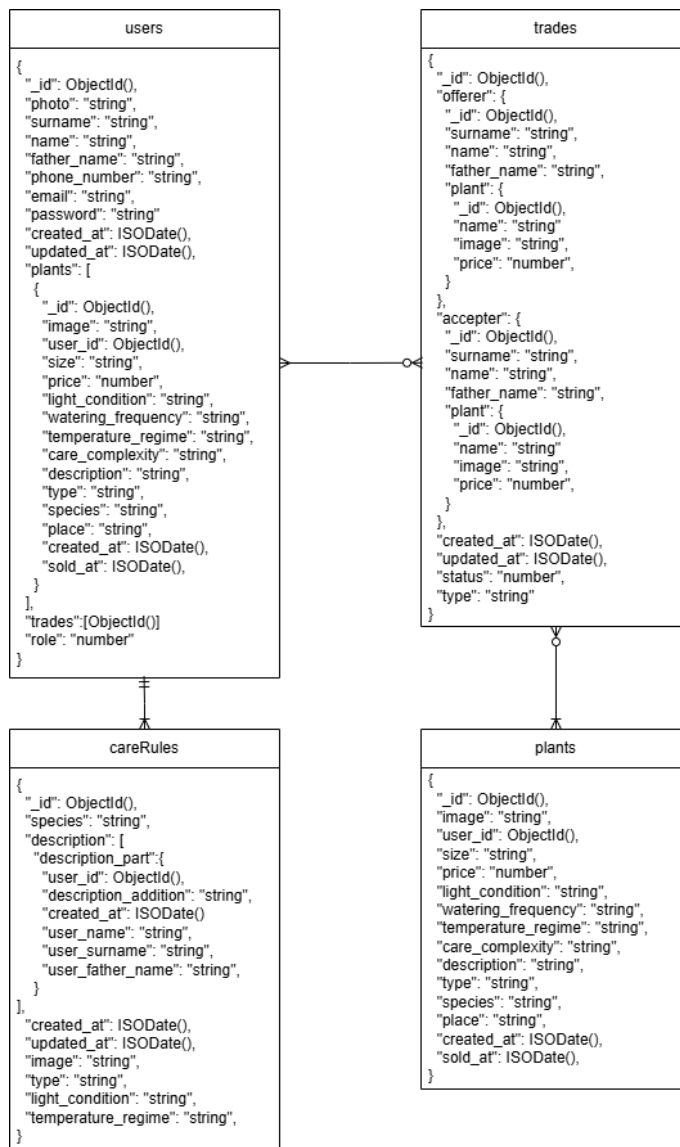 users
{
"_id": ObjectId(),
"photo": "string",
"surname": "string",
"name": "string",
"father_name": "string",
"phone_number": "string",
"email": "string",
"password": "string"
"created_at": ISODate(),
"updated_at": ISODate(),
"plants": [
{
"_id": ObjectId(),
"image": "string",
"user_id": ObjectId(),
"size": "string",
"price": "number",
"light_condition": "string",
"watering_frequency": "string",
"temperature_regime": "string",
"care_complexity": "string",
"description": "string",
"type": "string",
"species": "string",
"place": "string",
"created_at": ISODate(),
"sold_at": ISODate(),
}
],
"trades":[ObjectId()]
"role": "number"
}
trades
{
"_id": ObjectId(),
"offerer": {
"_id": ObjectId(),
"surname": "string",
"name": "string",
"father_name": "string",
"plant": {
"_id": ObjectId(),
"name": "string"
"image": "string",
"price": "number",
}
},
"accepter": {
"_id": ObjectId(),
"surname": "string",
"name": "string",
"father_name": "string",
"plant": {
"_id": ObjectId(),
"name": "string"
"image": "string",
"price": "number",
}
},
"created_at": ISODate(),
"updated_at": ISODate(),
"status": "number",
"type": "string"
}
careRules
{
"_id": ObjectId(),
"species": "string",
"description": [
"description_part":{
"user_id": ObjectId(),
"description_addition": "string",
"created_at": ISODate()
"user_name": "string",
"user_surname": "string",
"user_father_name": "string",
}
],
"created_at": ISODate(),
"updated_at": ISODate(),
"image": "string",
"type": "string",
"light_condition": "string",
"temperature_regime": "string",
}
plants
{
"_id": ObjectId(),
"image": "string",
"user_id": ObjectId(),
"size": "string",
"price": "number",
"light_condition": "string",
"watering_frequency": "string",
"temperature_regime": "string",
"care_complexity": "string",
"description": "string",
"type": "string",
"species": "string",
"place": "string",
"created_at": ISODate(),
"sold_at": ISODate(),
}